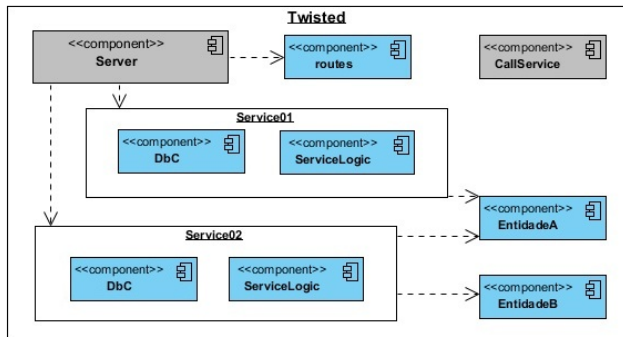 Twisted
<<component>>
Server
<<component>>
routes
<<component>>
CallService
Service01
<<component>>
DbC
<<component>>
ServiceLogic
<<component>>
EntidadeA
Service02
<<component>>
DbC
<<component>>
ServiceLogic
<<component>>
EntidadeB